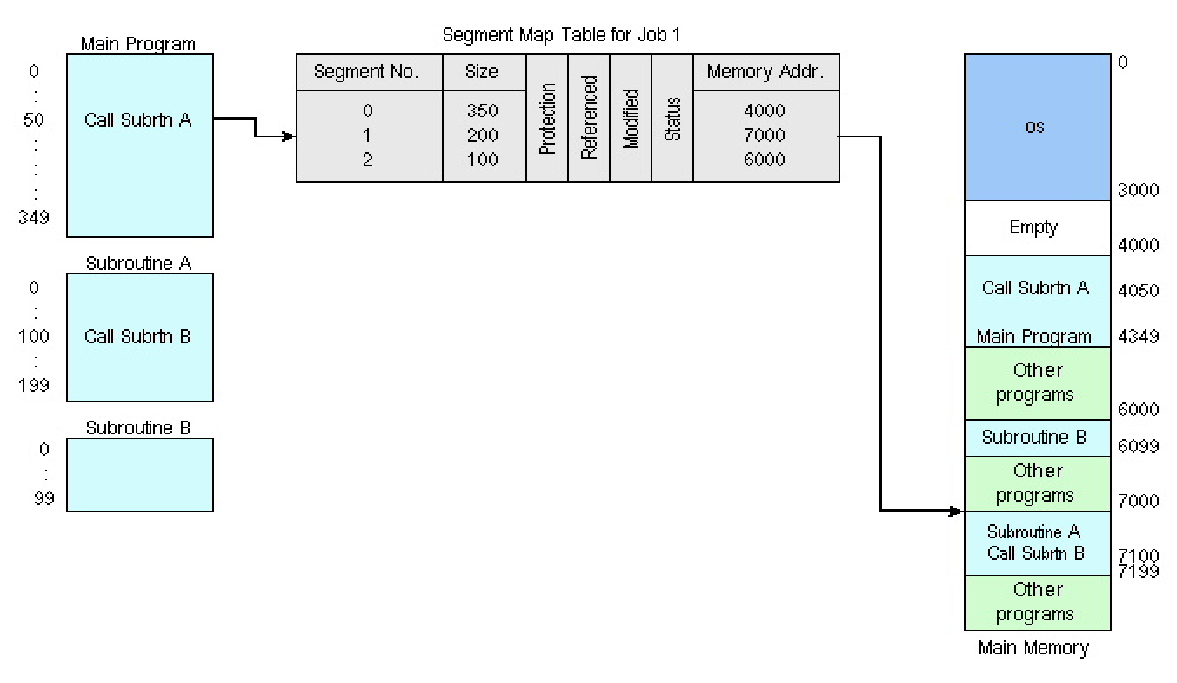 Segment Map Table for Job 1
Main Program
0
:
50
:
:
:
349
Call Subrtn A
Subroutine A
0
:
100
:
199
Call Subrtn B
Subroutine B
0
:
99
Segment No. Size Protection Referenced Modified Status Memory Addr.
0 350 4000
1 200 7000
2 100 6000
0
os
3000
Empty
4000
Call Subrtn A 4050
Main Program 4349
Other
programs
6000
Subroutine B 6099
Other
programs
7000
Subroutine A
Call Subrtn B 7100
7199
Other
programs
Main Memory